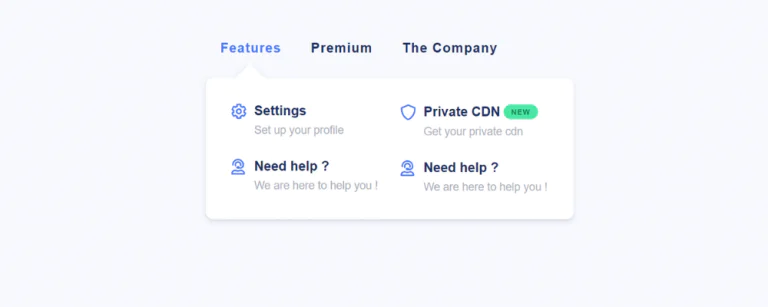 Features Premium The Company
Settings
Set up your profile
Need help ?
We are here to help you !
Private CDN NEW
Get your private cdn
Need help ?
We are here to help you !